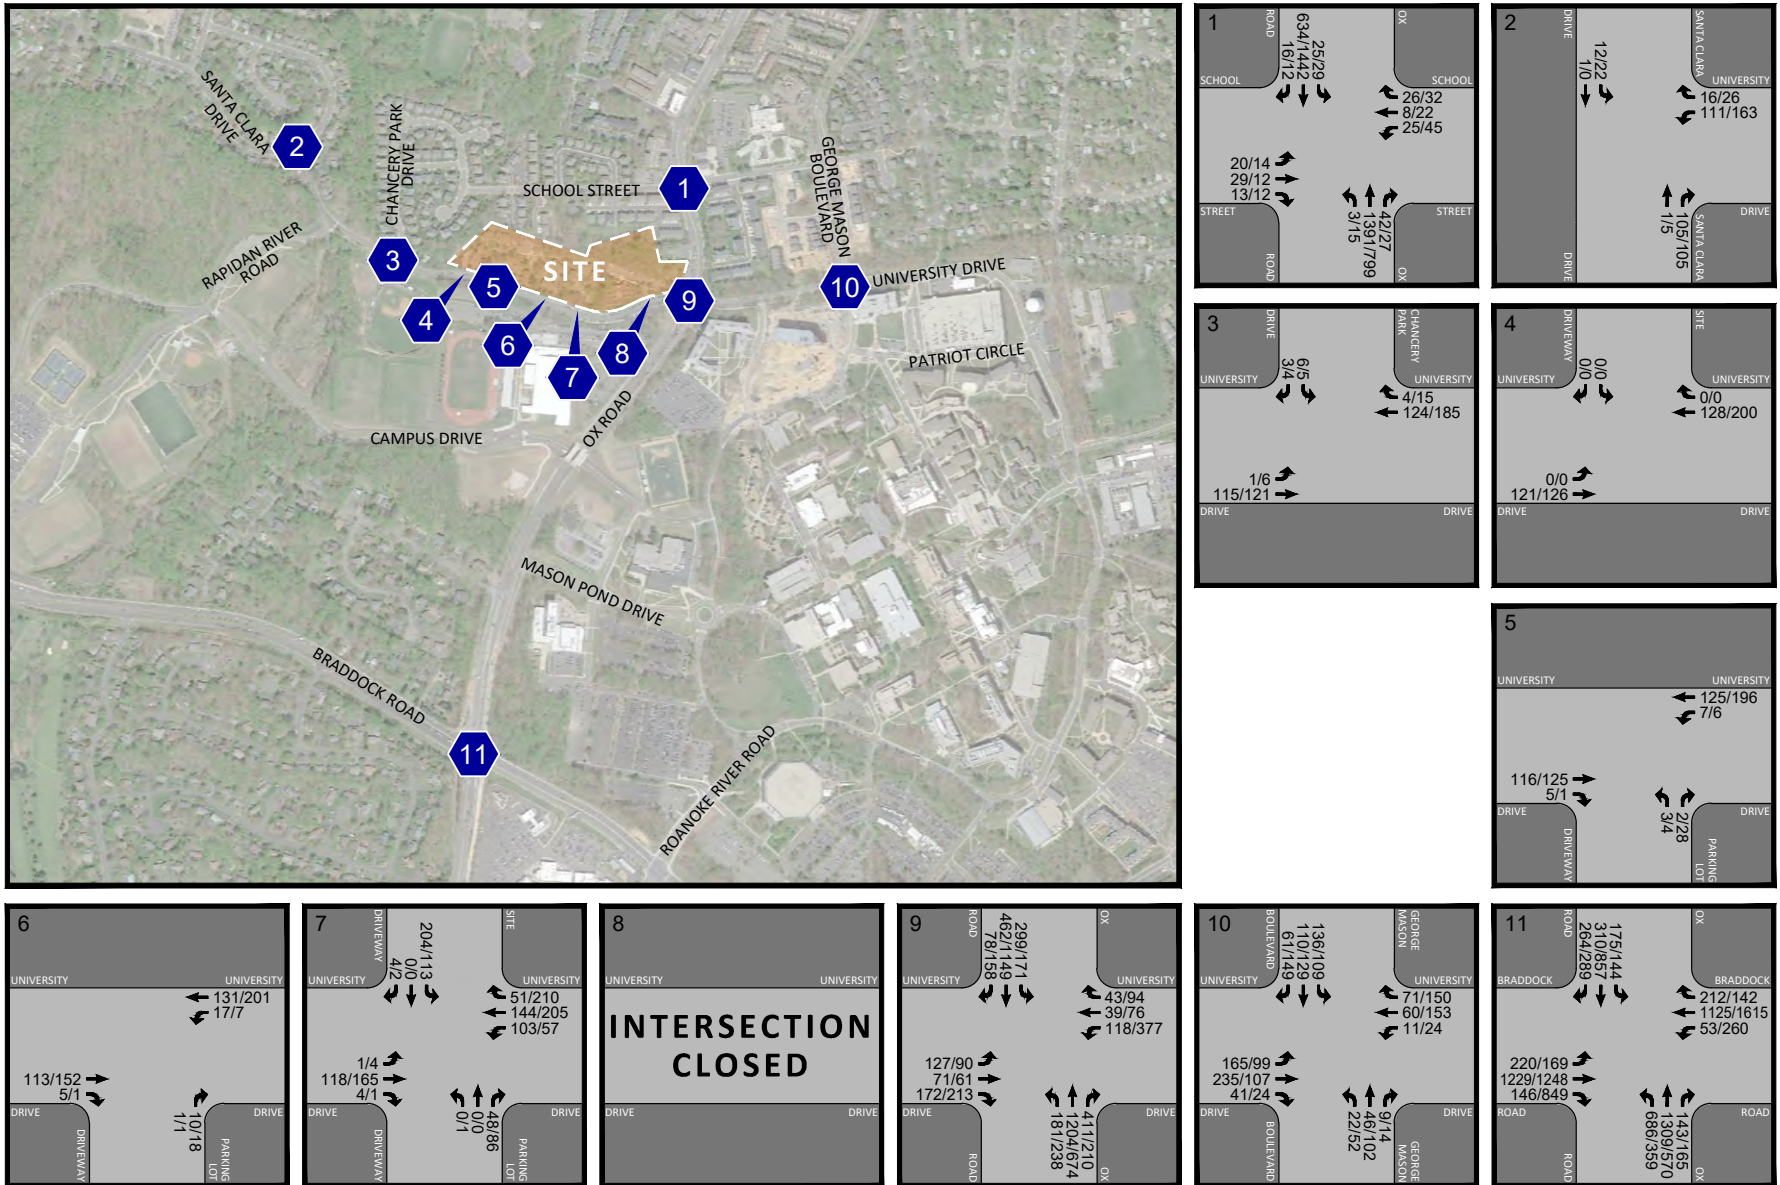 SANTA CLARA
DRIVE
2
CHANCERY PARK
DRIVE
SCHOOL STREET
1
GEORGE MASON
BOULEVARD
RAPIDAN RIVER
ROAD
3
SITE
4
5
6
7
8
9
10
UNIVERSITY DRIVE
PATRIOT CIRCLE
CAMPUS DRIVE
OX ROAD
MASON POND DRIVE
BRADDOCK ROAD
11
ROANOKE RIVER ROAD
1
ROAD
OX
16/12
634/1442
25/29
SCHOOL
SCHOOL
26/32
8/22
25/45
20/14
29/12
13/12
3/15
1391/799
42/27
STREET
STREET
ROAD
OX
2
DRIVE
SANTA CLARA
1/0
12/22
UNIVERSITY
16/26
111/163
1/5
105/105
DRIVE
DRIVE
SANTA CLARA
3
DRIVE
CHANCERY
PARK
3/4
6/5
UNIVERSITY
UNIVERSITY
4/15
124/185
1/6
115/121
DRIVE
DRIVE
4
DRIVEWAY
SITE
0/0
0/0
UNIVERSITY
UNIVERSITY
0/0
128/200
0/0
121/126
DRIVE
DRIVE
5
UNIVERSITY
UNIVERSITY
125/196
7/6
116/125
5/1
3/4
2/28
DRIVE
DRIVE
DRIVEWAY
PARKING
LOT
6
UNIVERSITY
UNIVERSITY
131/201
17/7
113/152
5/1
1/1
10/18
DRIVE
DRIVE
DRIVEWAY
PARKING
LOT
7
DRIVEWAY
SITE
4/2
0/0
204/113
UNIVERSITY
UNIVERSITY
51/210
144/205
103/57
1/4
118/165
4/1
0/1
0/0
48/86
DRIVE
DRIVE
DRIVEWAY
PARKING
LOT
8
UNIVERSITY
UNIVERSITY
INTERSECTION
CLOSED
DRIVE
DRIVE
9
ROAD
OX
78/158
462/1149
299/171
UNIVERSITY
UNIVERSITY
43/94
39/76
118/377
127/90
71/61
172/213
181/238
1204/674
411/210
DRIVE
DRIVE
ROAD
OX
10
BOULEVARD
GEORGE
MASON
61/149
110/129
136/109
UNIVERSITY
UNIVERSITY
71/150
60/153
11/24
165/99
235/107
41/24
22/52
46/102
9/14
DRIVE
DRIVE
BOULEVARD
GEORGE
MASON
11
ROAD
OX
264/289
310/857
175/144
BRADDOCK
BRADDOCK
212/142
1125/1615
53/260
220/169
1229/1248
146/849
686/359
1309/570
143/165
ROAD
ROAD
ROAD
OX